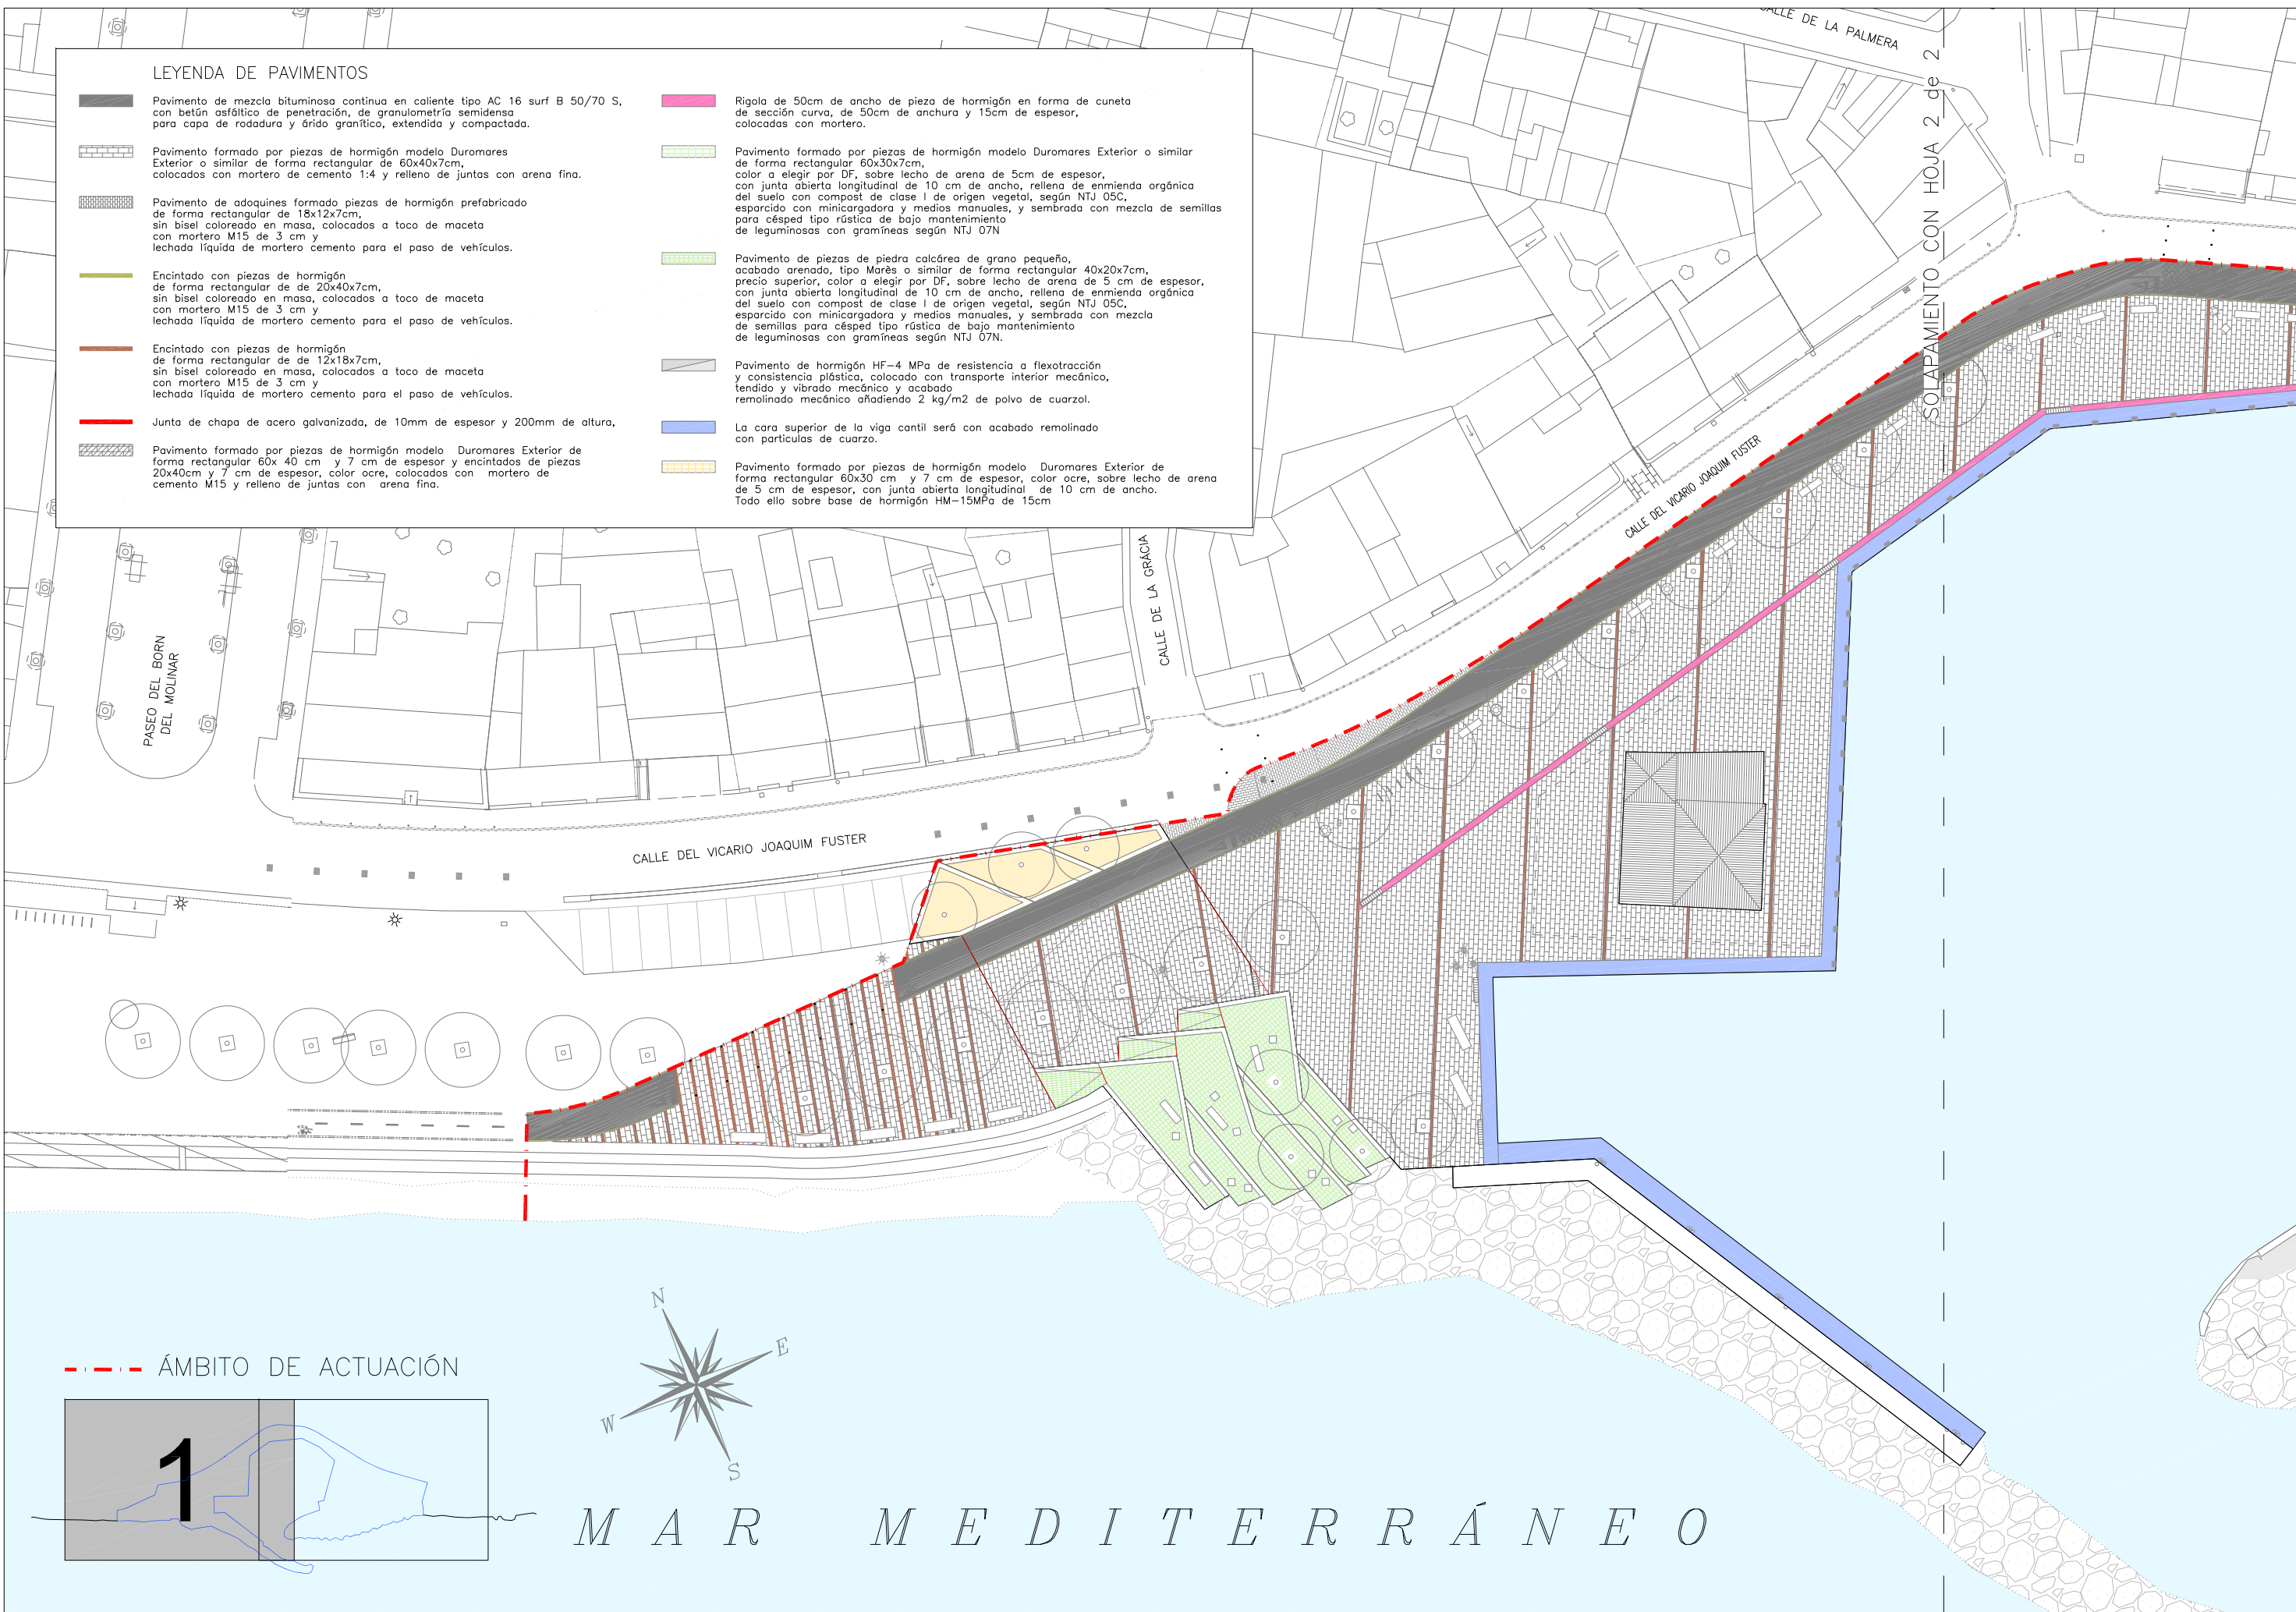 CALLE DE LA PALMERA
SOLAPAMIENTO CON HOJA 2 de 2
LEYENDA DE PAVIMENTOS
Pavimento de mezcla bituminosa continua en caliente tipo AC 16 surf B 50/70 S,
con betún asfáltico de penetración, de granulometría semidensa
para capa de rodadura y árido granítico, extendida y compactada.
Pavimento formado por piezas de hormigón modelo Duromares
Exterior o similar de forma rectangular de 60x40x7cm,
colocados con mortero de cemento 1:4 y relleno de juntas con arena fina.
Pavimento de adoquines formado piezas de hormigón prefabricado
de forma rectangular de 18x12x7cm,
sin bisel coloreado en masa, colocados a toco de maceta
con mortero M15 de 3 cm y
lechada líquida de mortero cemento para el paso de vehículos.
Encintado con piezas de hormigón
de forma rectangular de de 20x40x7cm,
sin bisel coloreado en masa, colocados a toco de maceta
con mortero M15 de 3 cm y
lechada líquida de mortero cemento para el paso de vehículos.
Encintado con piezas de hormigón
de forma rectangular de de 12x18x7cm,
sin bisel coloreado en masa, colocados a toco de maceta
con mortero M15 de 3 cm y
lechada líquida de mortero cemento para el paso de vehículos.
Junta de chapa de acero galvanizada, de 10mm de espesor y 200mm de altura,
Pavimento formado por piezas de hormigón modelo Duromares Exterior de
forma rectangular 60x 40 cm y 7 cm de espesor y encintados de piezas
20x40cm y 7 cm de espesor, color ocre, colocados con mortero de
cemento M15 y relleno de juntas con arena fina.
Rigola de 50cm de ancho de pieza de hormigón en forma de cuneta
de sección curva, de 50cm de anchura y 15cm de espesor,
colocadas con mortero.
Pavimento formado por piezas de hormigón modelo Duromares Exterior o similar
de forma rectangular 60x30x7cm,
color a elegir por DF, sobre lecho de arena de 5cm de espesor,
con junta abierta longitudinal de 10 cm de ancho, rellena de enmienda orgánica
del suelo con compost de clase I de origen vegetal, según NTJ 05C,
esparcido con minicargadora y medios manuales, y sembrada con mezcla de semillas
para césped tipo rústica de bajo mantenimiento
de leguminosas con gramíneas según NTJ 07N
Pavimento de piezas de piedra calcárea de grano pequeño,
acabado arenado, tipo Marès o similar de forma rectangular 40x20x7cm,
precio superior, color a elegir por DF, sobre lecho de arena de 5 cm de espesor,
con junta abierta longitudinal de 10 cm de ancho, rellena de enmienda orgánica
del suelo con compost de clase I de origen vegetal, según NTJ 05C,
esparcido con minicargadora y medios manuales, y sembrada con mezcla
de semillas para césped tipo rústica de bajo mantenimiento
de leguminosas con gramíneas según NTJ 07N.
Pavimento de hormigón HF-4 MPa de resistencia a flexotracción
y consistencia plástica, colocado con transporte interior mecánico,
tendido y vibrado mecánico y acabado
remolinado mecánico añadiendo 2 kg/m2 de polvo de cuarzol.
La cara superior de la viga cantil será con acabado remolinado
con particulas de cuarzo.
Pavimento formado por piezas de hormigón modelo Duromares Exterior de
forma rectangular 60x30 cm y 7 cm de espesor, color ocre, sobre lecho de arena
de 5 cm de espesor, con junta abierta longitudinal de 10 cm de ancho.
Todo ello sobre base de hormigón HM-15MPa de 15cm
CALLE DEL VICARIO JOAQUIM FUSTER
CALLE DE LA GRÀCIA
PASEO DEL BORN
DEL MOLINAR
CALLE DEL VICARIO JOAQUIM FUSTER
N
E
W
S
ÁMBITO DE ACTUACIÓN
1
MAR MEDITERRÁNEO